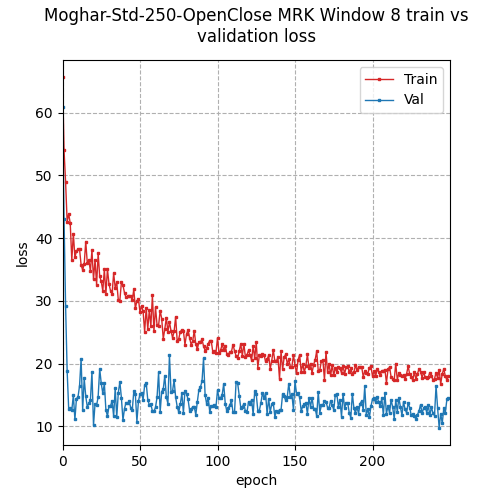 Moghar-Std-250-OpenClose MRK Window 8 train vs
validation loss
Train
Val
loss
60
50
40
30
20
10
0
50
100
150
200
epoch